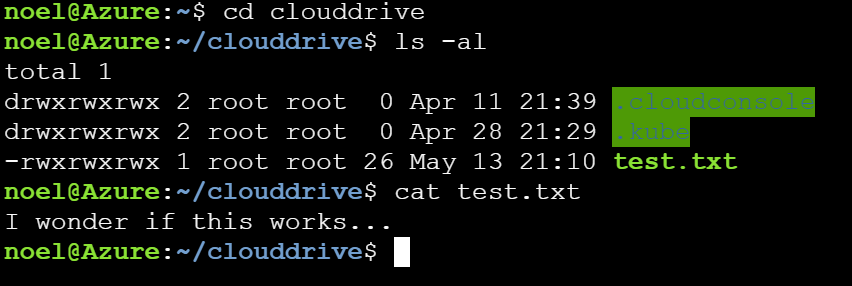 noel@Azure:~$ cd clouddrive
noel@Azure:~/clouddrive$ ls -al
total 1
drwxrwxrwx 2 root root  0 Apr 11 21:39 .cloudconsole
drwxrwxrwx 2 root root  0 Apr 28 21:29 .kube
-rwxrwxrwx 1 root root 26 May 13 21:10 test.txt
noel@Azure:~/clouddrive$ cat test.txt
I wonder if this works...
noel@Azure:~/clouddrive$